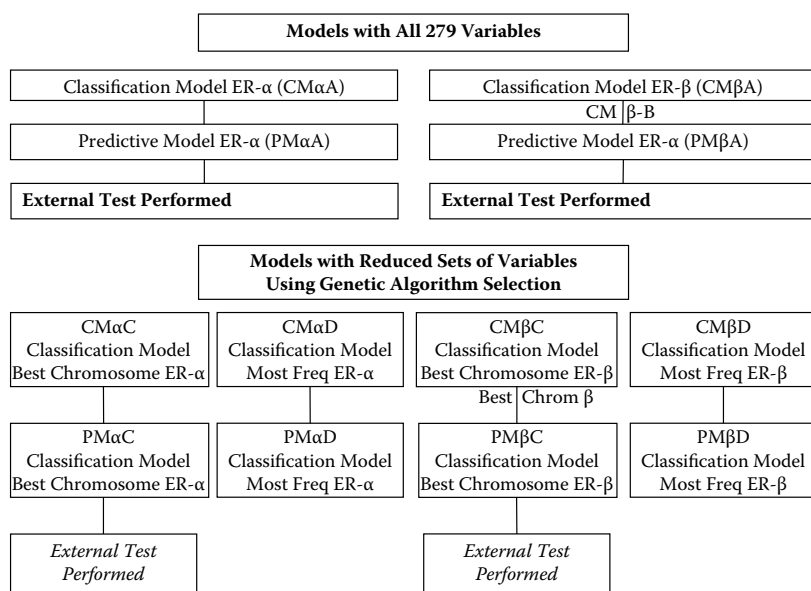 Models with All 279 Variables
Classification Model ER-α (CMαA)
Predictive Model ER-α (PMαA)
External Test Performed
Classification Model ER-β (CMβA)
CM β-B
Predictive Model ER-α (PMβA)
External Test Performed
Models with Reduced Sets of Variables
Using Genetic Algorithm Selection
CMαC
Classification Model
Best Chromosome ER-α
CMαD
Classification Model
Most Freq ER-α
CMβC
Classification Model
Best Chromosome ER-β
CMβD
Classification Model
Most Freq ER-β
Best Chrom β
PMαC
Classification Model
Best Chromosome ER-α
PMαD
Classification Model
Most Freq ER-α
PMβC
Classification Model
Best Chromosome ER-β
PMβD
Classification Model
Most Freq ER-β
External Test
Performed
External Test
Performed